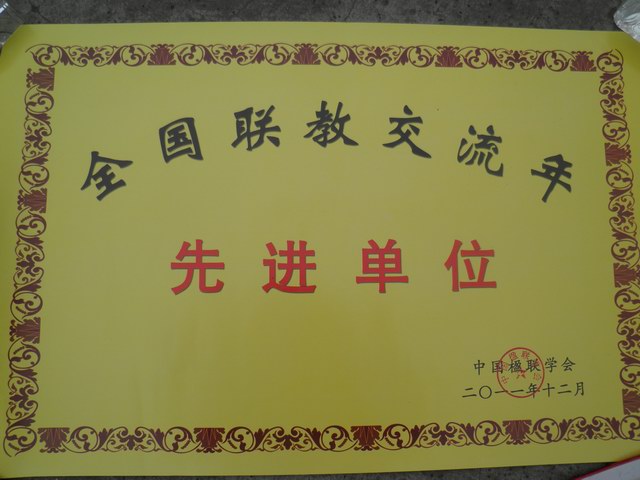 全国联教交流年
先进单位
中国楹联学会
二〇一一年十二月